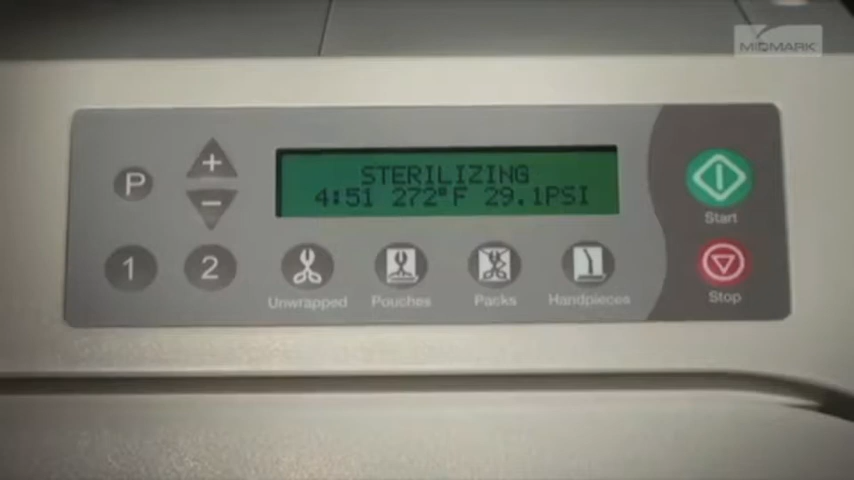 MIDMARK
STERILIZING
4:51 272°F 29.1PSI
P
+
−
1
2
Unwrapped
Pouches
Packs
Handpieces
Start
Stop